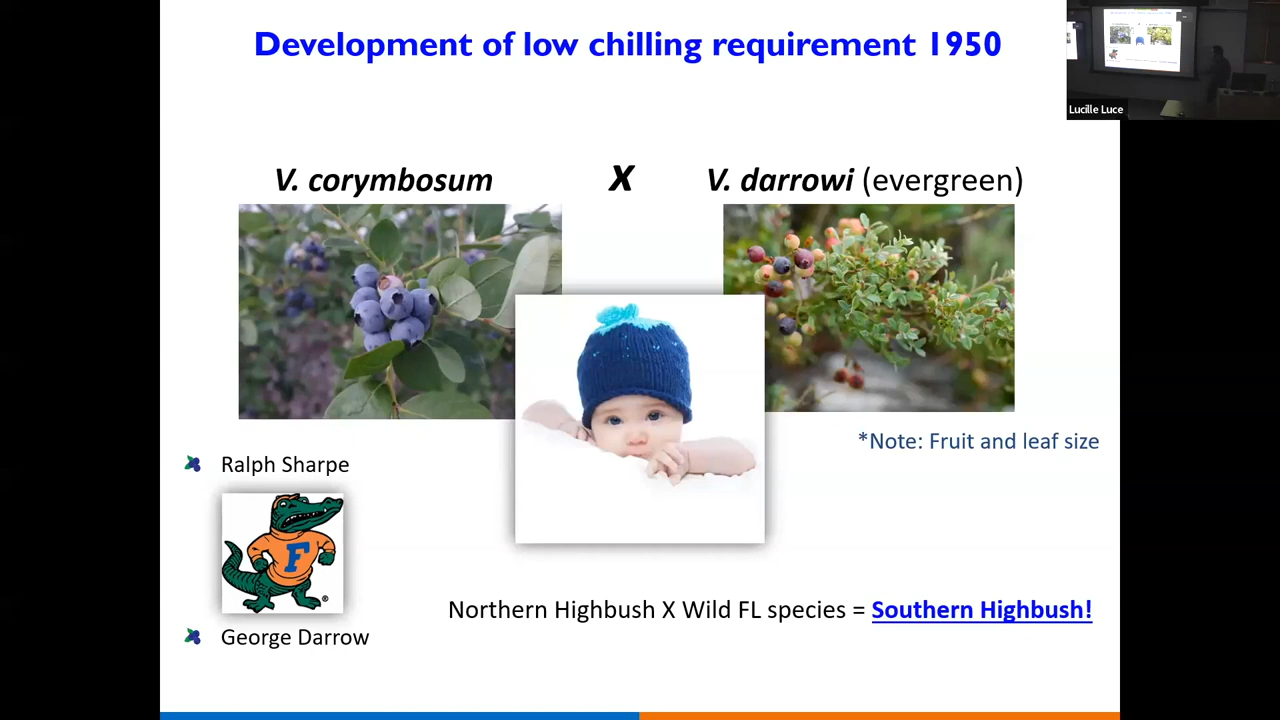 Development of low chilling requirement 1950
Lucille Luce
V. corymbosum X V. darrowi (evergreen)
*Note: Fruit and leaf size
Ralph Sharpe
F
®
George Darrow
Northern Highbush X Wild FL species = Southern Highbush!